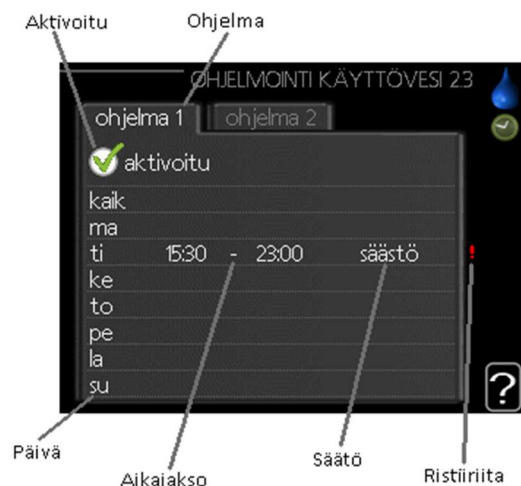 Aktivoitu
Ohjelma
OHJELMOINTI KÄYTTÖVESI 2.3
ohjelma 1
ohjelma 2
aktivoitu
kaik
ma
ti 15:30 - 23:00 säästö !
ke
to
pe
la
su
?
Päivä
Aikajakso
Säätö
Ristiiriita